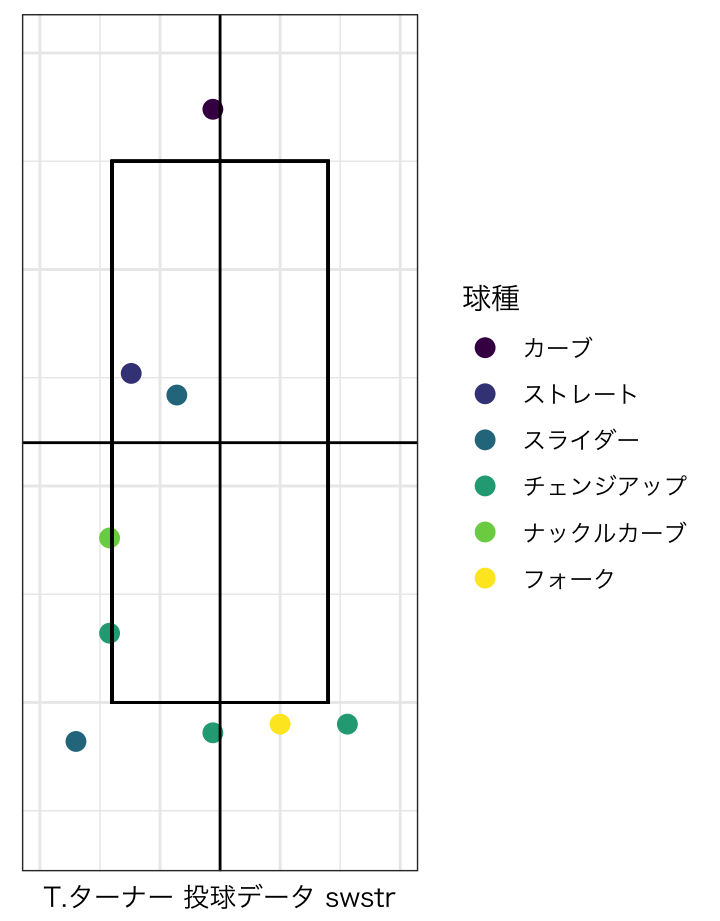 球種
カーブ
ストレート
スライダー
チェンジアップ
ナックルカーブ
フォーク
T.ターナー 投球データ swstr